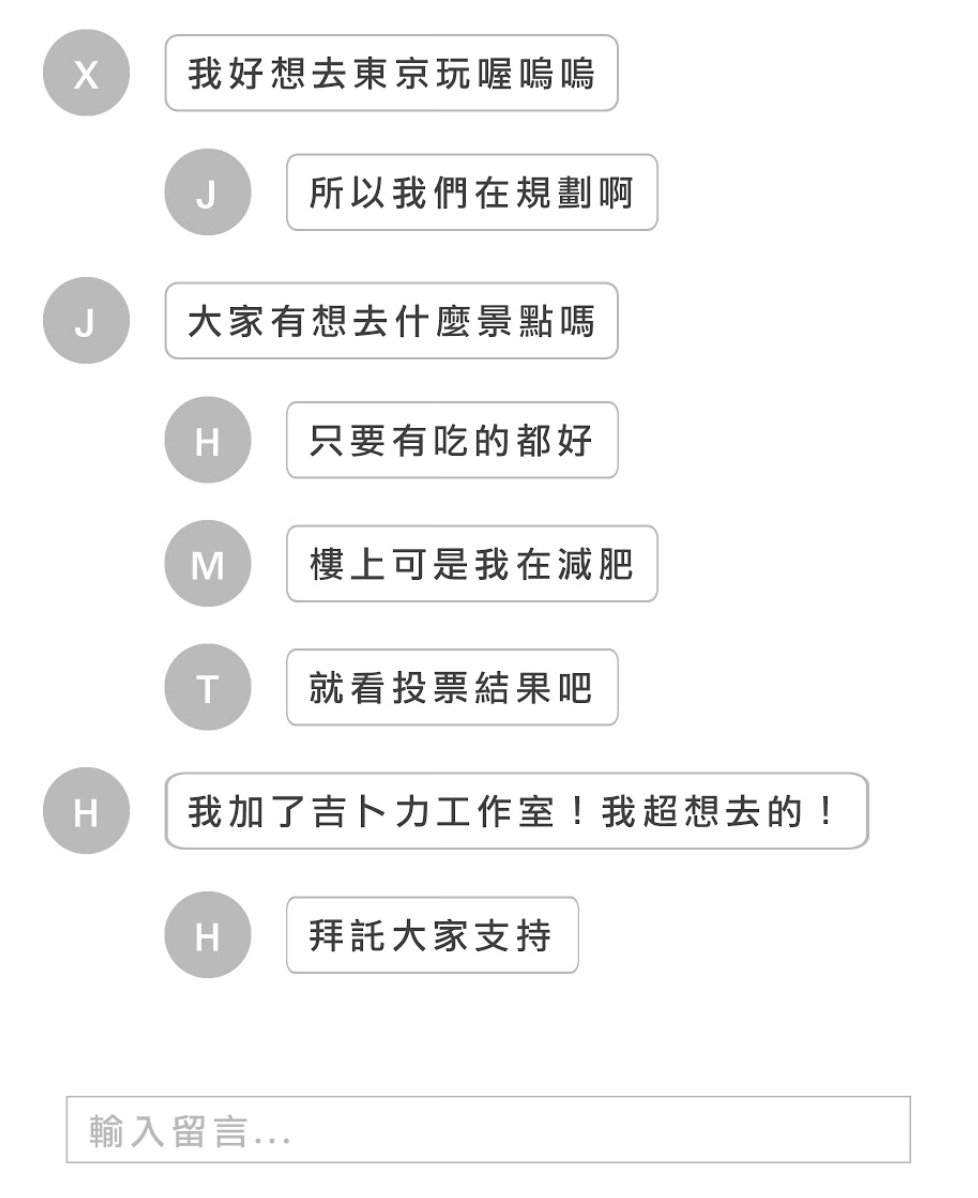 X 我好想去東京玩喔嗚嗚
J 所以我們在規劃啊
J 大家有想去什麼景點嗎
H 只要有吃的都好
M 樓上可是我在減肥
T 就看投票結果吧
H 我加了吉卜力工作室！我超想去的！
H 拜託大家支持
輸入留言...